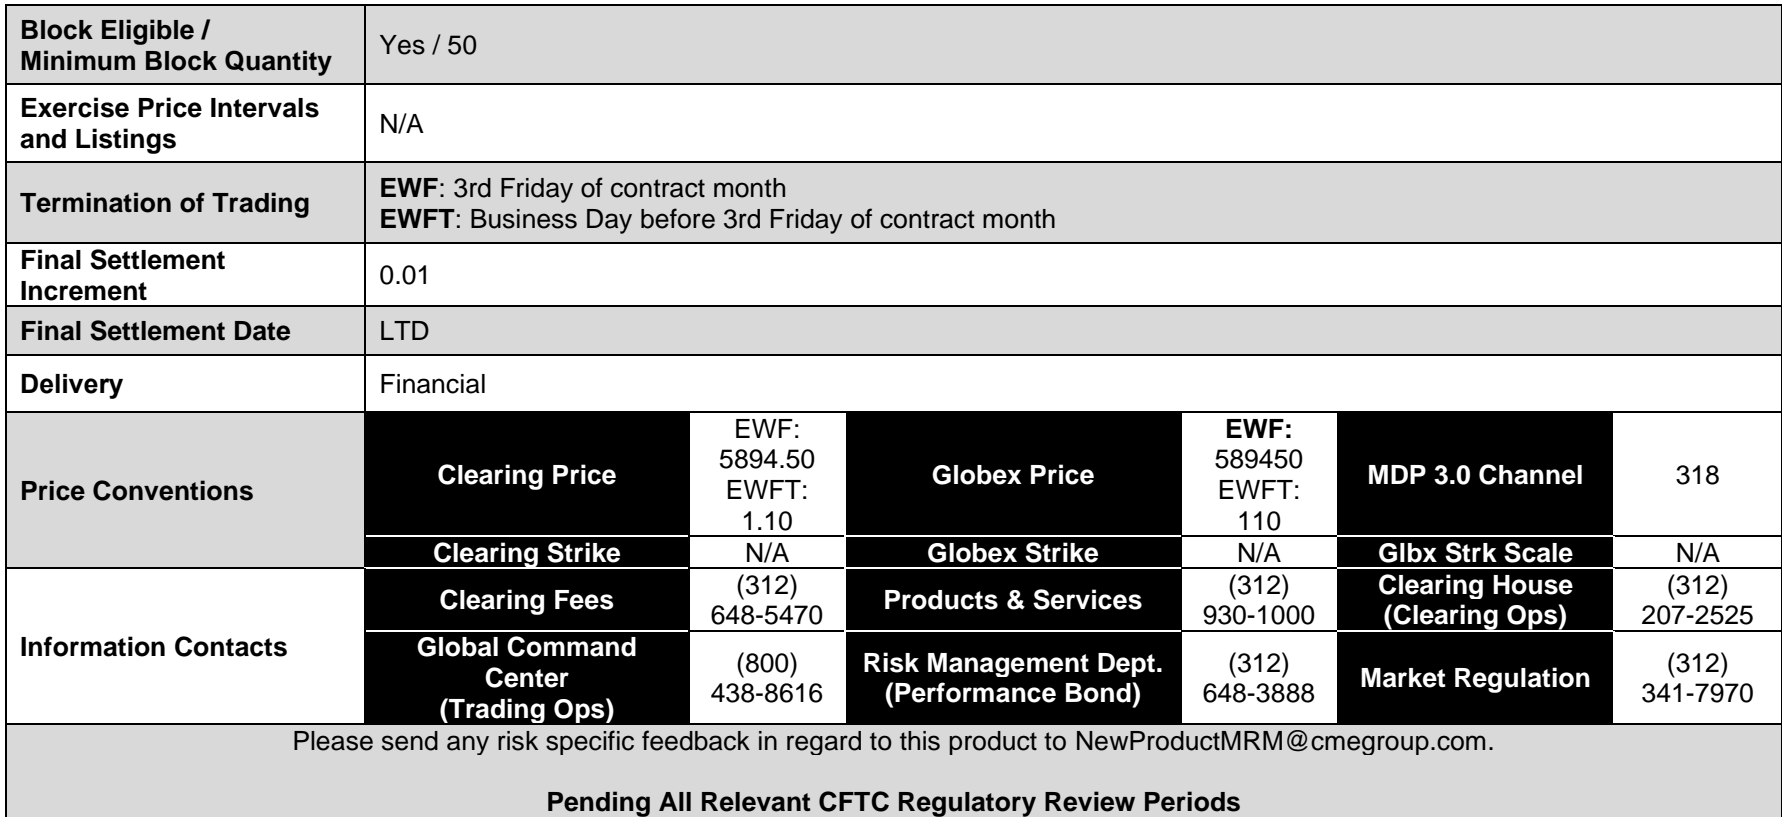 Block Eligible /
Minimum Block Quantity
Yes / 50
Exercise Price Intervals
and Listings
N/A
Termination of Trading
EWF: 3rd Friday of contract month
EWFT: Business Day before 3rd Friday of contract month
Final Settlement
Increment
0.01
Final Settlement Date
LTD
Delivery
Financial
Price Conventions
Clearing Price
EWF:
5894.50
EWFT:
1.10
Globex Price
EWF:
589450
EWFT:
110
MDP 3.0 Channel
318
Clearing Strike
N/A
Globex Strike
N/A
Glbx Strk Scale
N/A
Information Contacts
Clearing Fees
(312)
648-5470
Products & Services
(312)
930-1000
Clearing House
(Clearing Ops)
(312)
207-2525
Global Command
Center
(Trading Ops)
(800)
438-8616
Risk Management Dept.
(Performance Bond)
(312)
648-3888
Market Regulation
(312)
341-7970
Please send any risk specific feedback in regard to this product to NewProductMRM@cmegroup.com.
Pending All Relevant CFTC Regulatory Review Periods